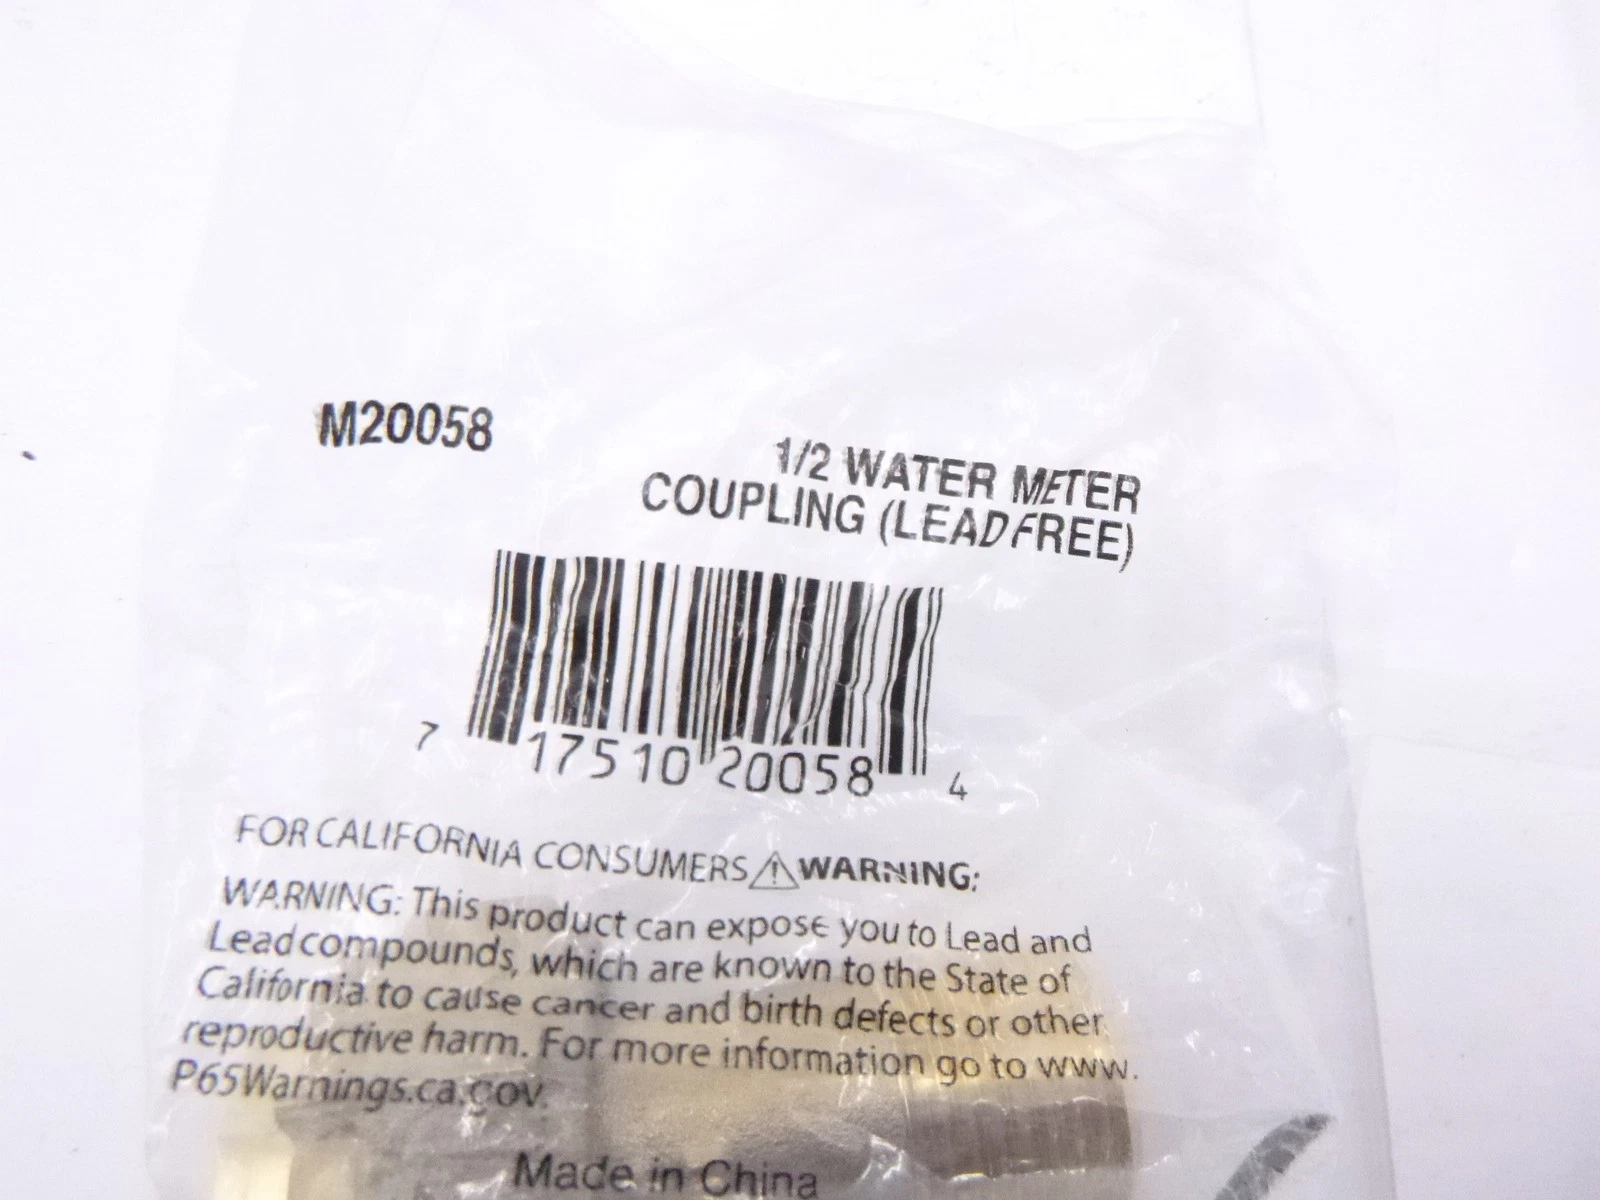 M20058
1/2 WATER METER
COUPLING (LEAD FREE)
7 17510 20058 4
FOR CALIFORNIA CONSUMERS ⚠WARNING:
WARNING: This product can expose you to Lead and
Lead compounds, which are known to the State of
California to cause cancer and birth defects or other
reproductive harm. For more information go to www.
P65Warnings.ca.gov.
Made in China